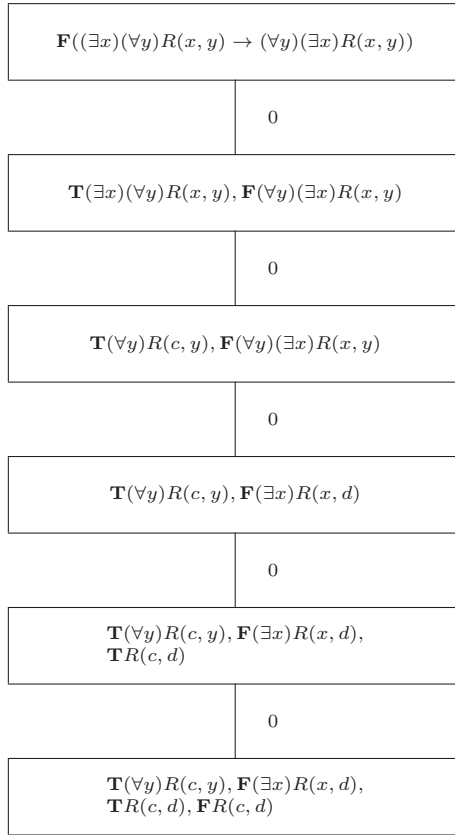 F((∃x)(∀y)R(x, y) → (∀y)(∃x)R(x, y))
0
T(∃x)(∀y)R(x, y), F(∀y)(∃x)R(x, y)
0
T(∀y)R(c, y), F(∀y)(∃x)R(x, y)
0
T(∀y)R(c, y), F(∃x)R(x, d)
0
T(∀y)R(c, y), F(∃x)R(x, d),
TR(c, d)
0
T(∀y)R(c, y), F(∃x)R(x, d),
TR(c, d), FR(c, d)